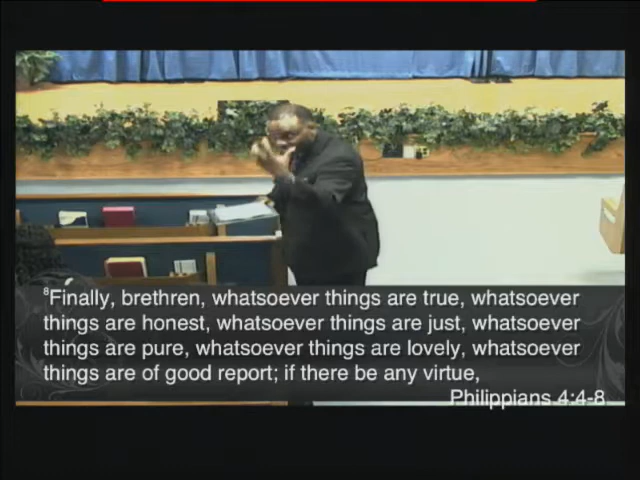 ⁸Finally, brethren, whatsoever things are true, whatsoever
things are honest, whatsoever things are just, whatsoever
things are pure, whatsoever things are lovely, whatsoever
things are of good report; if there be any virtue,
Philippians 4:4-8